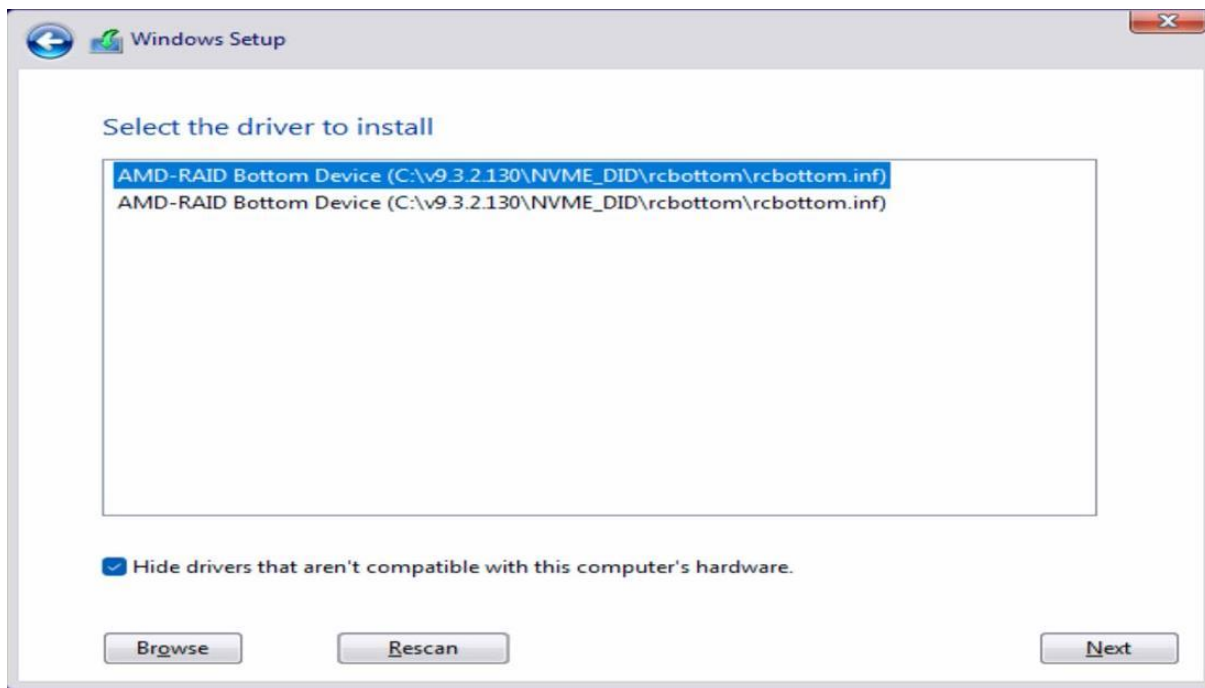 Windows Setup
Select the driver to install
AMD-RAID Bottom Device (C:\v9.3.2.130\NVME_DID\rcbottom\rcbottom.inf)
AMD-RAID Bottom Device (C:\v9.3.2.130\NVME_DID\rcbottom\rcbottom.inf)
Hide drivers that aren't compatible with this computer's hardware.
Browse Rescan Next